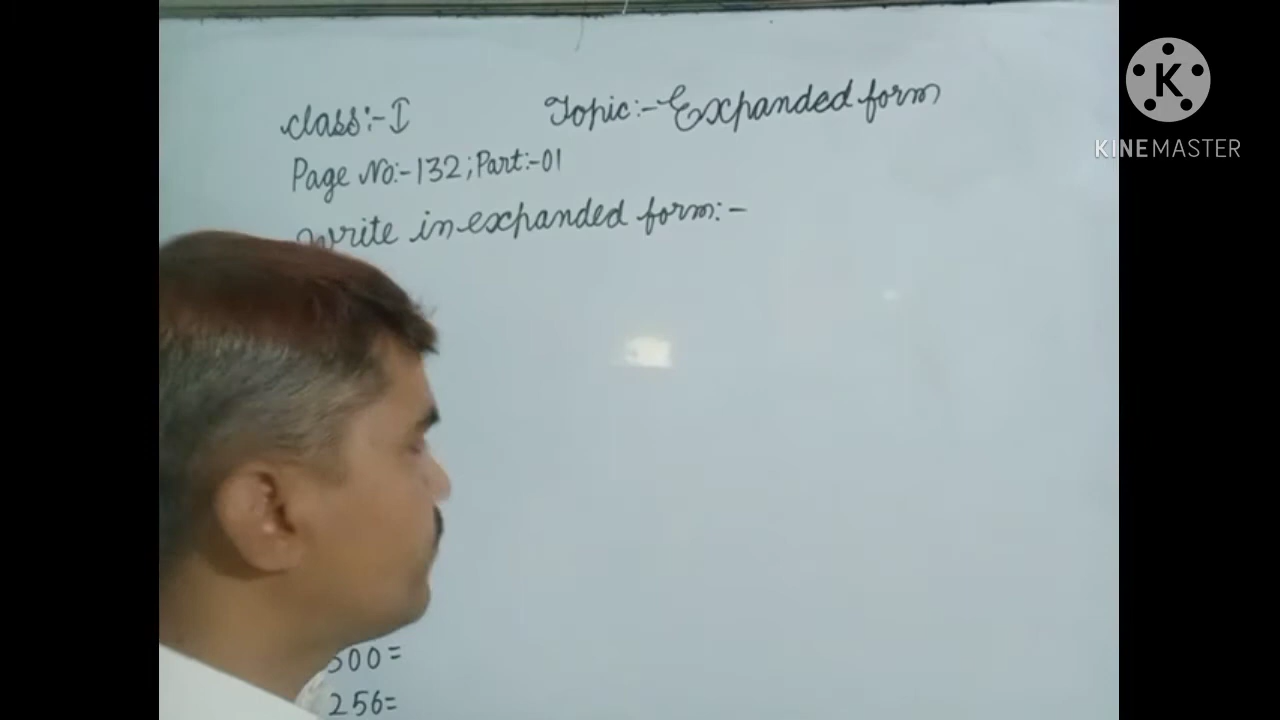 Class:- I Topic:- Expanded form
Page No:- 132; Part:- 01
Write in expanded form:-
00=
256=
K
KINEMASTER